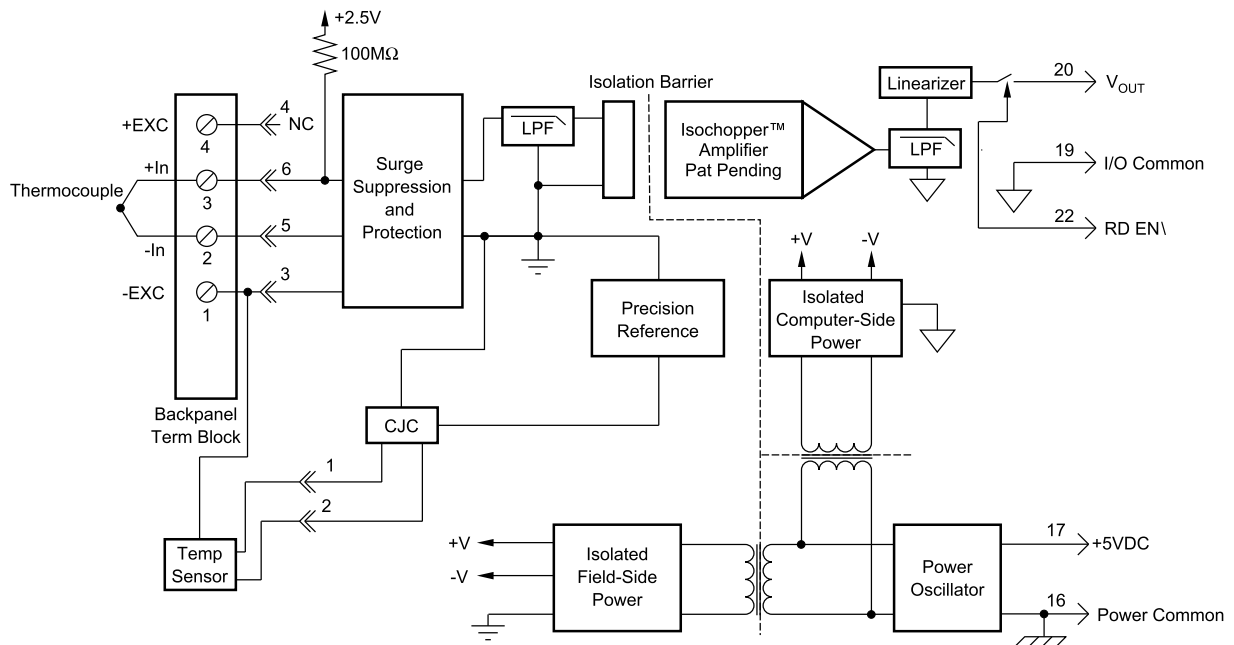 +2.5V
100MΩ
Isolation Barrier
Linearizer
20
V_OUT
4
+EXC
NC
4
LPF
Isochopper™
Amplifier
Pat Pending
LPF
+In
6
Surge
Suppression
and
Protection
19
I/O Common
Thermocouple
3
5
22
RD EN\
-In
2
+V
-V
3
-EXC
1
Precision
Reference
Isolated
Computer-Side
Power
Backpanel
Term Block
CJC
1
2
Temp
Sensor
+V
-V
Isolated
Field-Side
Power
Power
Oscillator
17
+5VDC
16
Power Common